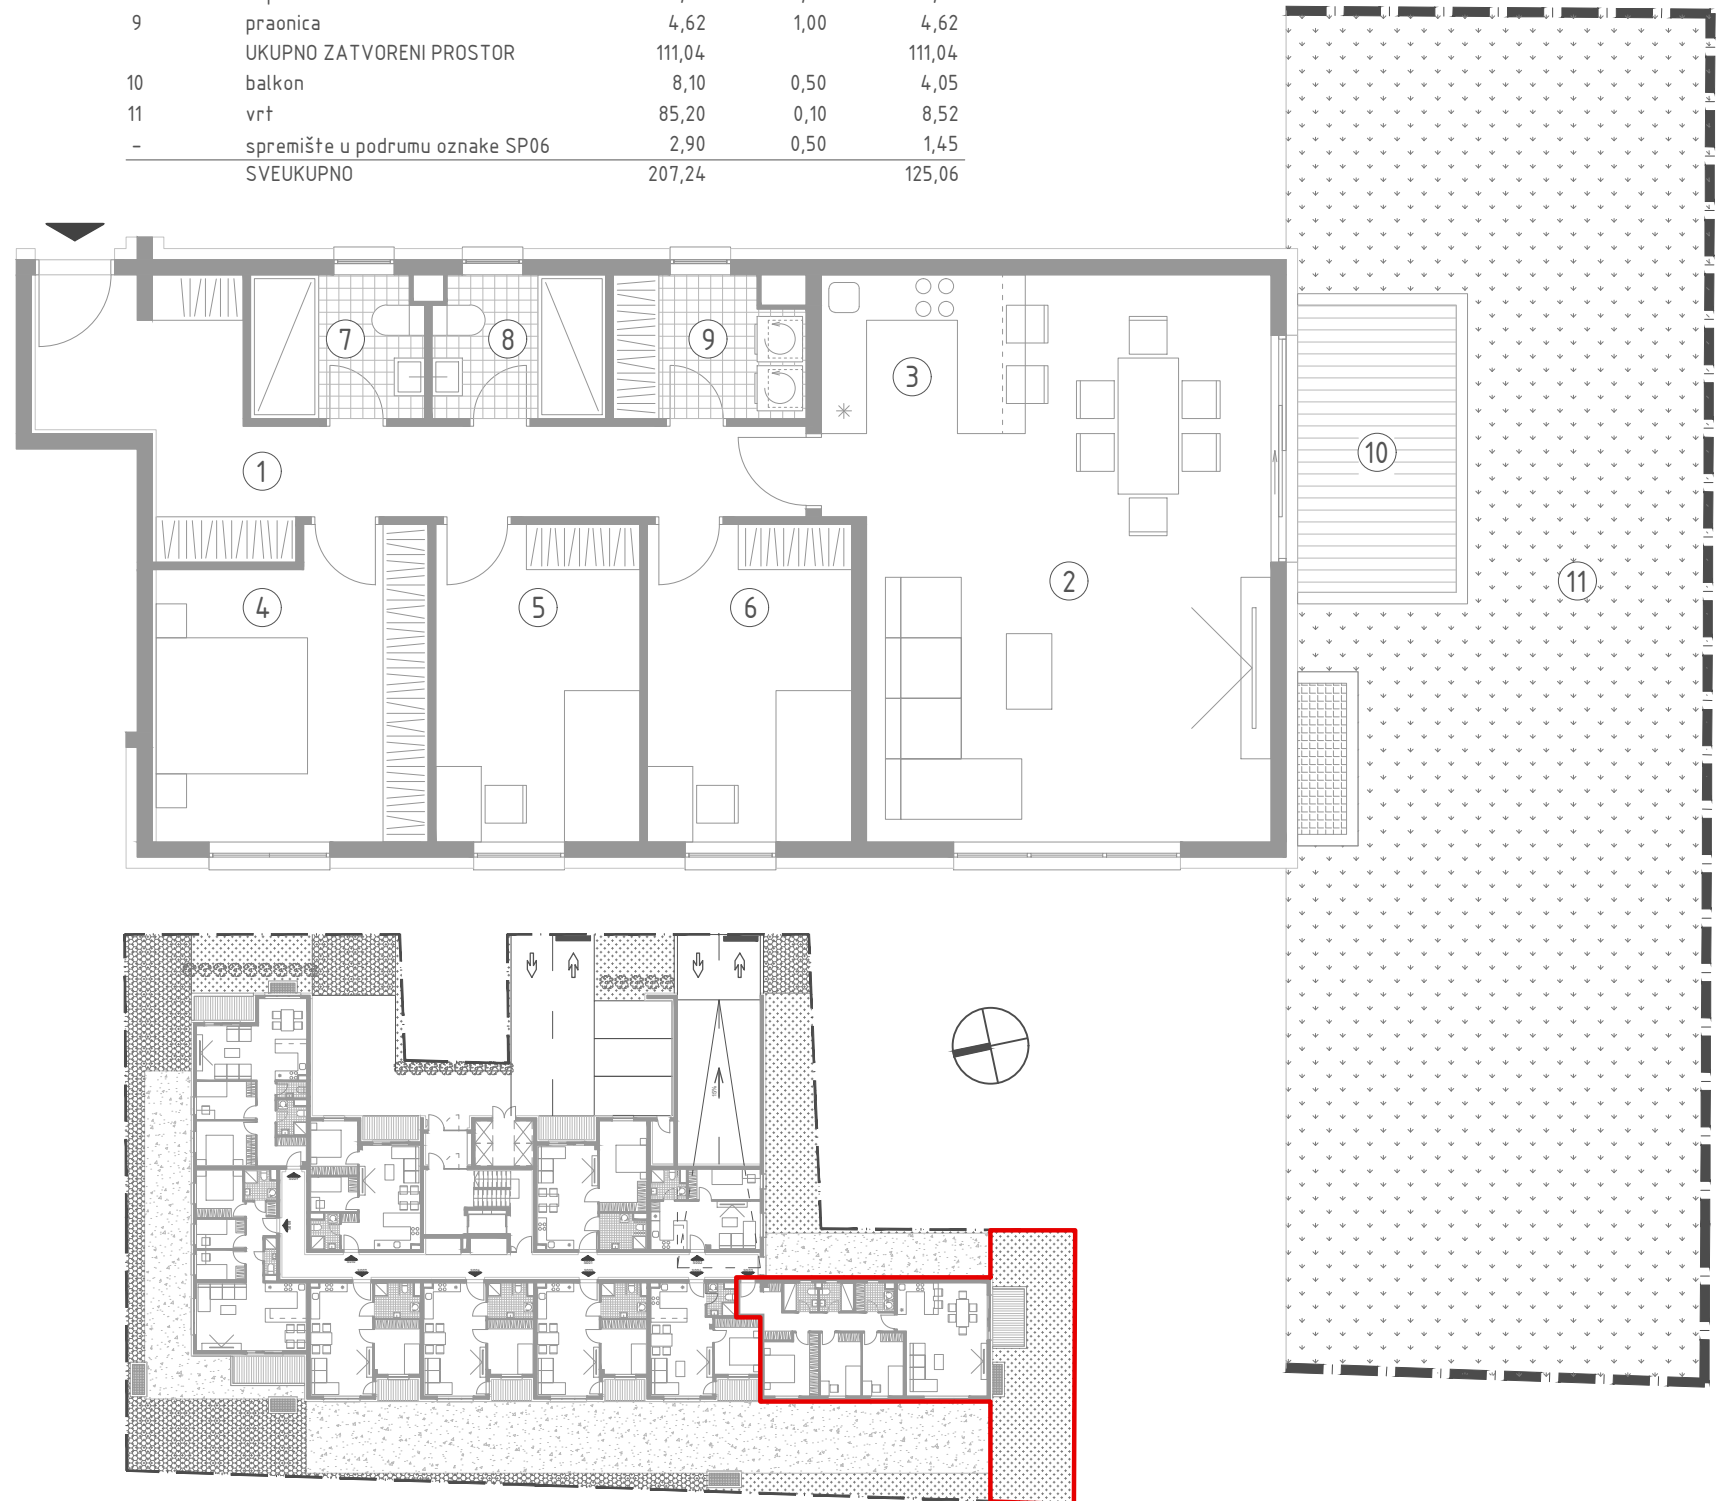 9 praonica 4,62 1,00 4,62
UKUPNO ZATVORENI PROSTOR 111,04 111,04
10 balkon 8,10 0,50 4,05
11 vrt 85,20 0,10 8,52
- spremište u podrumu oznake SP06 2,90 0,50 1,45
SVEUKUPNO 207,24 125,06
7
8
9
3
10
1
2
11
4
5
6